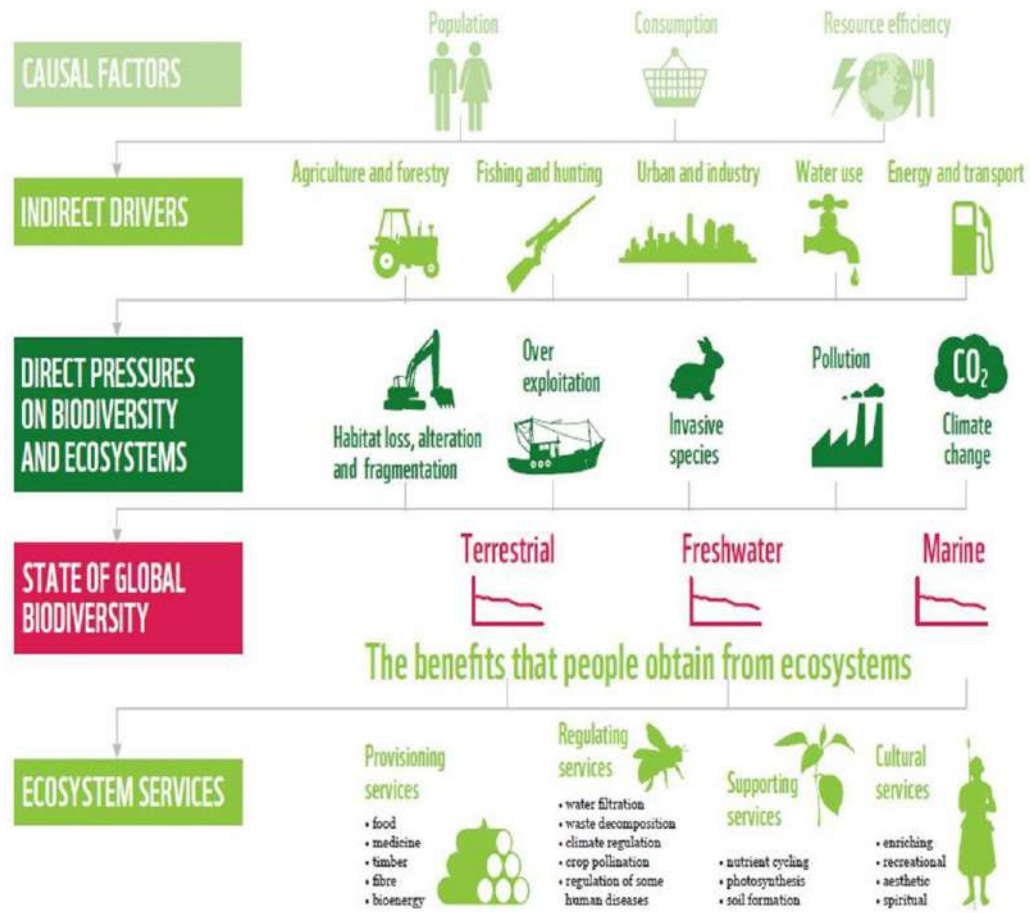 Population
Consumption
Resource efficiency
CAUSAL FACTORS
Agriculture and forestry
Fishing and hunting
Urban and industry
Water use
Energy and transport
INDIRECT DRIVERS
DIRECT PRESSURES
ON BIODIVERSITY
AND ECOSYSTEMS
Habitat loss, alteration
and fragmentation
Over
exploitation
Invasive
species
Pollution
CO2
Climate
change
STATE OF GLOBAL
BIODIVERSITY
Terrestrial
Freshwater
Marine
The benefits that people obtain from ecosystems
ECOSYSTEM SERVICES
Provisioning
services
• food
• medicine
• timber
• fibre
• bioenergy
Regulating
services
• water filtration
• waste decomposition
• climate regulation
• crop pollination
• regulation of some
human diseases
Supporting
services
• nutrient cycling
• photosynthesis
• soil formation
Cultural
services
• enriching
• recreational
• aesthetic
• spiritual